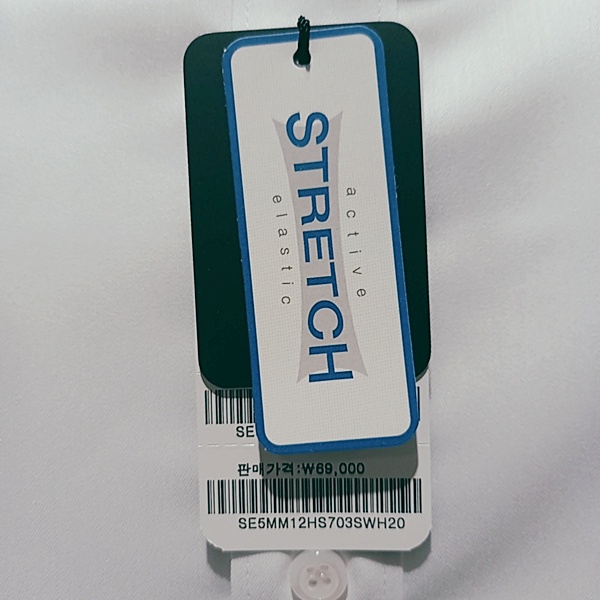 active
STRETCH
elastic
SE
판매가격:₩69,000
SE5MM12HS703SWH20